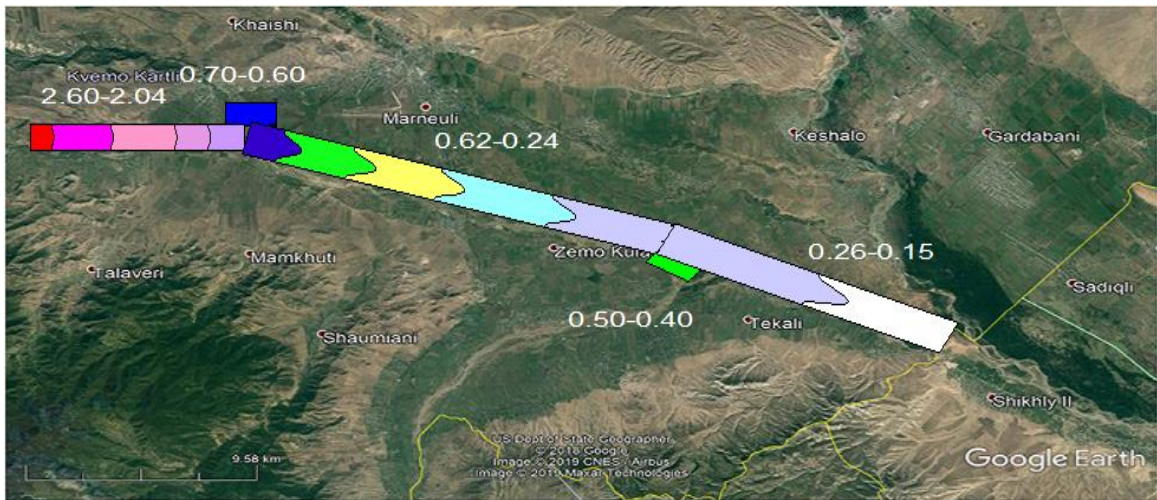 Khaishi
Kvemo Kartli
0.70-0.60
2.60-2.04
Marneuli
0.62-0.24
Keshalo
Gardabani
Talaveri
Mamkhuti
Zemo Kula
0.26-0.15
Sadiqli
0.50-0.40
Tekali
Shaumiani
Shikhly II
US Dept of State Geographer
© 2018 Google
Image © 2019 CNES / Airbus
Image © 2019 Maxar Technologies
9.58 km
Google Earth